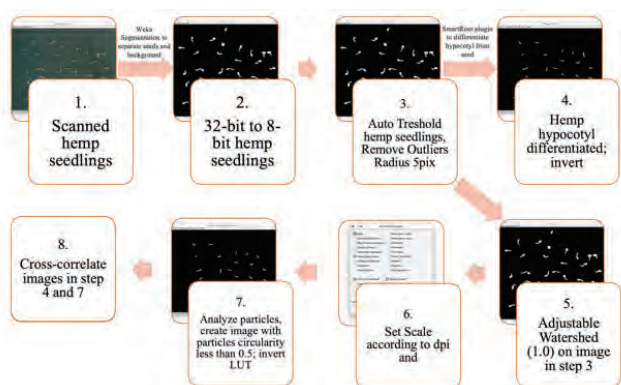 Weka
Segmentation to
separate seeds and
background
SmartRoot plugin
to differentiate
hypocotyl from
seed
1.
Scanned
hemp
seedlings
2.
32-bit to 8-
bit hemp
seedlings
3.
Auto Treshold
hemp seedlings,
Remove Outliers
Radius 5pix
4.
Hemp
hypocotyl
differentiated;
invert
8.
Cross-correlate
images in step
4 and 7
7.
Analyze particles,
create image with
particles circularity
less than 0.5; invert
LUT
6.
Set Scale
according to dpi
and
5.
Adjustable
Watershed
(1.0) on image
in step 3